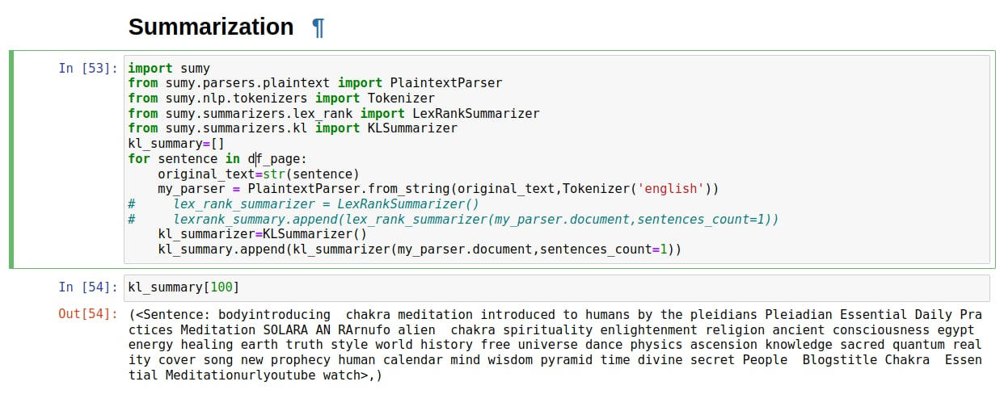 Summarization ¶
In [53]: import sumy
from sumy.parsers.plaintext import PlaintextParser
from sumy.nlp.tokenizers import Tokenizer
from sumy.summarizers.lex_rank import LexRankSummarizer
from sumy.summarizers.kl import KLSummarizer
kl_summary=[]
for sentence in df_page:
    original_text=str(sentence)
    my_parser = PlaintextParser.from_string(original_text,Tokenizer('english'))
#     lex_rank_summarizer = LexRankSummarizer()
#     lexrank_summary.append(lex_rank_summarizer(my_parser.document,sentences_count=1))
    kl_summarizer=KLSummarizer()
    kl_summary.append(kl_summarizer(my_parser.document,sentences_count=1))
In [54]: kl_summary[100]
Out[54]: (<Sentence: bodyintroducing  chakra meditation introduced to humans by the pleidians Pleiadian Essential Daily Pra
ctices Meditation SOLARA AN RArnufo alien  chakra spirituality enlightenment religion ancient consciousness egypt
energy healing earth truth style world history free universe dance physics ascension knowledge sacred quantum real
ity cover song new prophecy human calendar mind wisdom pyramid time divine secret People  Blogstitle Chakra  Essen
tial Meditationurlyoutube watch>,)